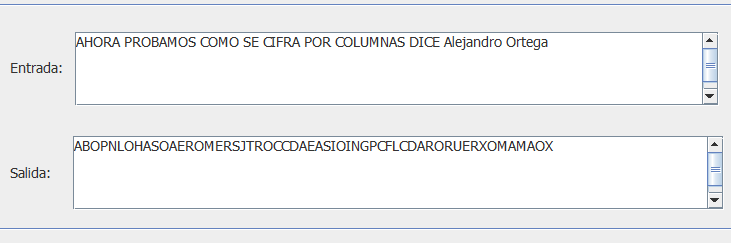 Entrada:
AHORA PROBAMOS COMO SE CIFRA POR COLUMNAS DICE Alejandro Ortega
Salida:
ABOPNLOHASOAEROMERSJTROCCDAEASIOINGPCFLCDARORUERXOMAMAOX